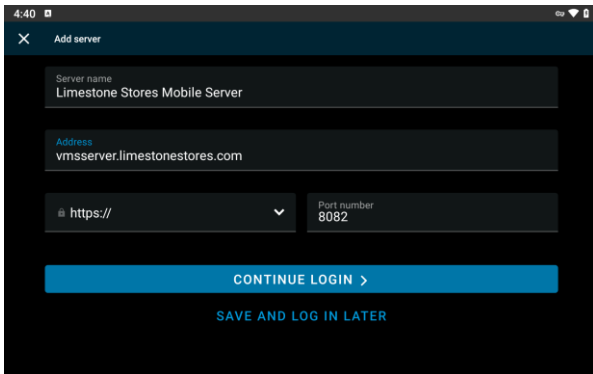 4:40
Add server
Server name
Limestone Stores Mobile Server
Address
vmsserver.limestonestores.com
https://
Port number
8082
CONTINUE LOGIN
SAVE AND LOG IN LATER